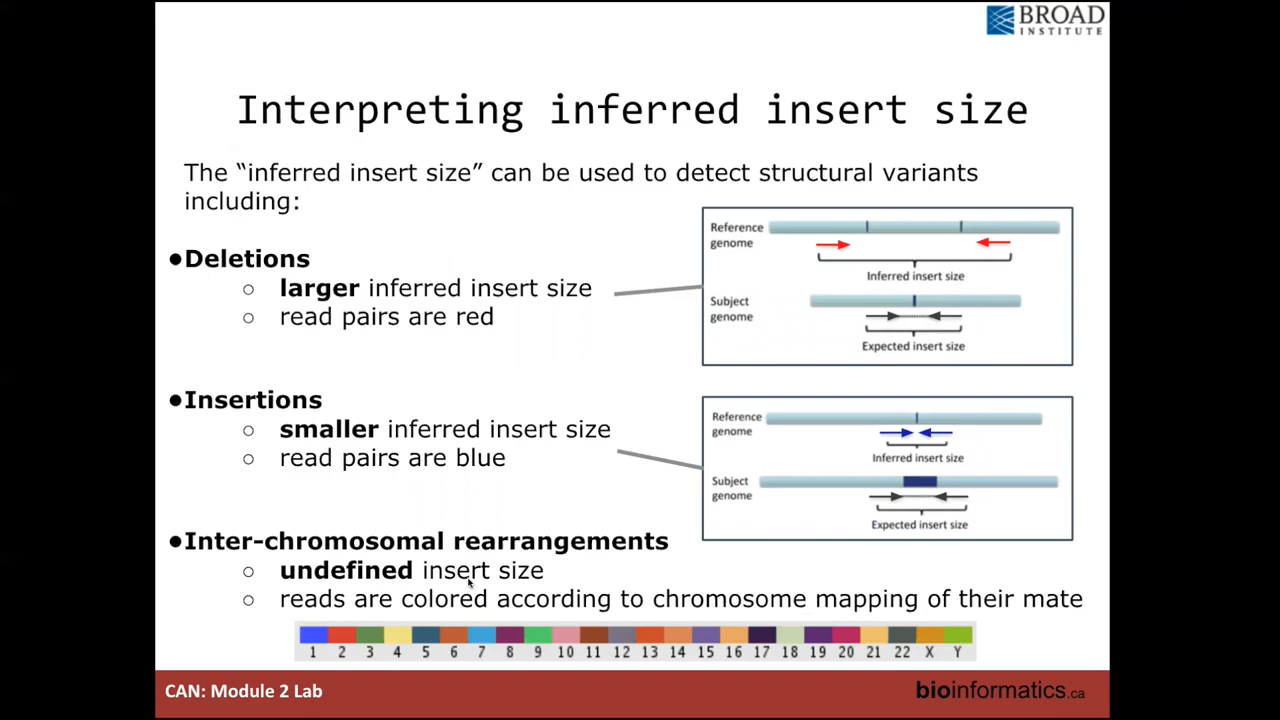 BROAD
INSTITUTE
Interpreting inferred insert size
The “inferred insert size” can be used to detect structural variants
including:
●Deletions
○ larger inferred insert size
○ read pairs are red
Reference
genome
Inferred insert size
Subject
genome
Expected insert size
●Insertions
○ smaller inferred insert size
○ read pairs are blue
Reference
genome
Inferred insert size
Subject
genome
Expected insert size
●Inter-chromosomal rearrangements
○ undefined insert size
○ reads are colored according to chromosome mapping of their mate
1 2 3 4 5 6 7 8 9 10 11 12 13 14 15 16 17 18 19 20 21 22 X Y
CAN: Module 2 Lab
bioinformatics.ca